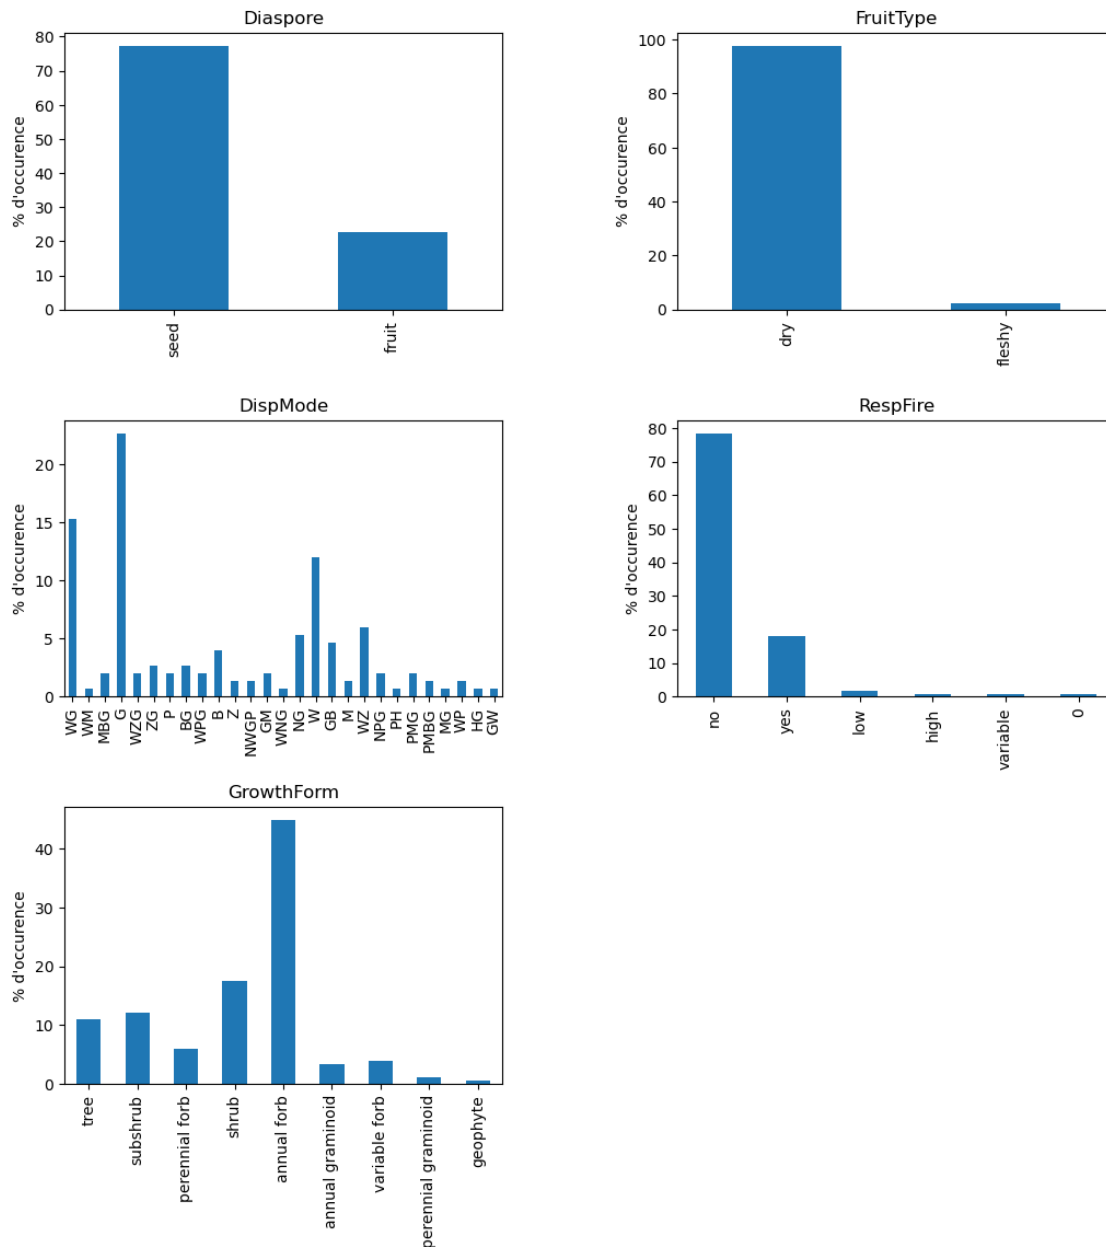 Diaspore
% d'occurence
80
70
60
50
40
30
20
10
0
seed
fruit
FruitType
% d'occurence
100
80
60
40
20
0
dry
fleshy
DispMode
% d'occurence
20
15
10
5
0
WG
WM
MBG
G
WZG
ZG
P
BG
WPG
B
Z
NWGP
GM
WNG
NG
W
GB
M
WZ
NPG
PH
PMG
PMBG
MG
WP
HG
GW
RespFire
% d'occurence
80
70
60
50
40
30
20
10
0
no
yes
low
high
variable
0
GrowthForm
% d'occurence
40
30
20
10
0
tree
subshrub
perennial forb
shrub
annual forb
annual graminoid
variable forb
perennial graminoid
geophyte